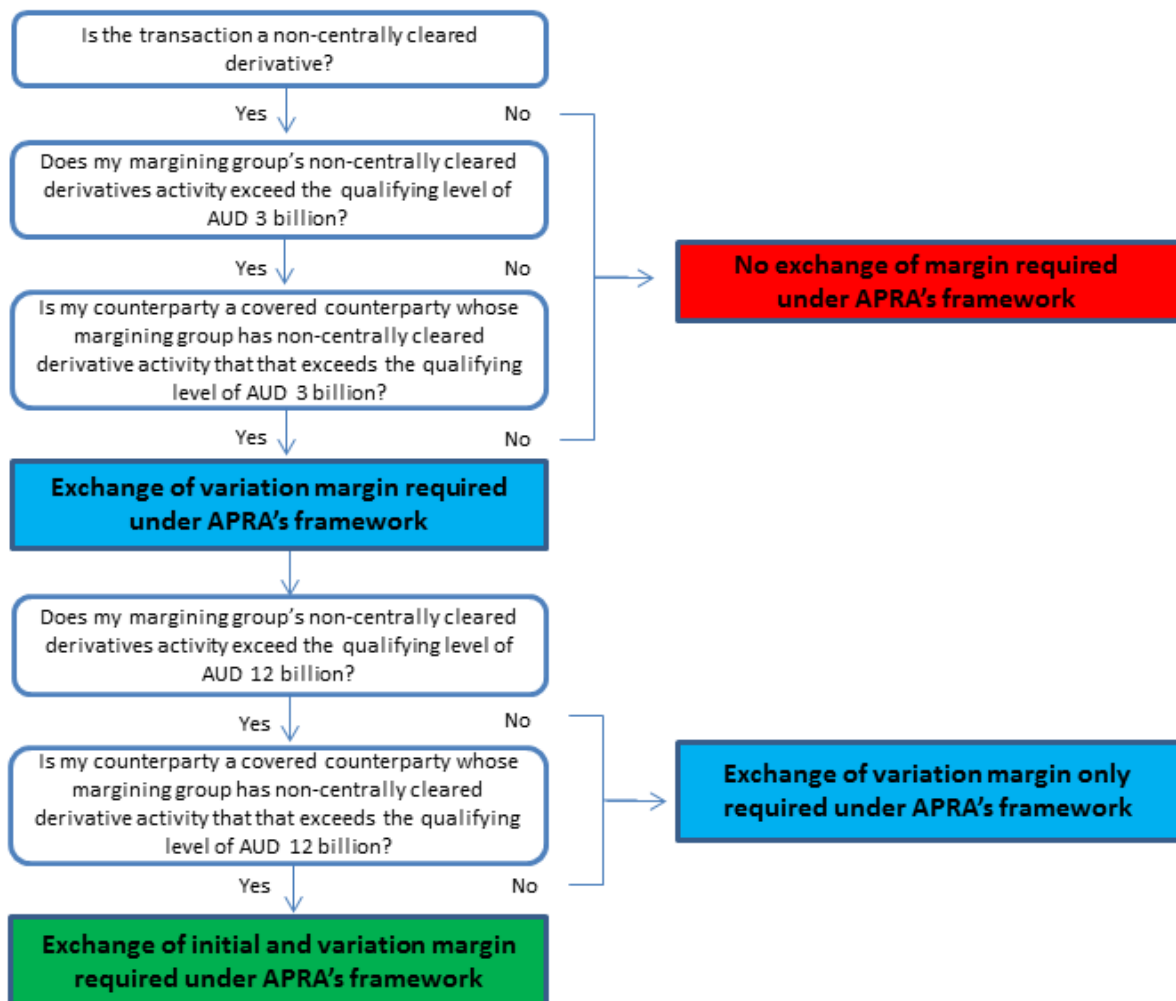 Is the transaction a non-centrally cleared
derivative?
Yes
No
Does my margining group's non-centrally cleared
derivatives activity exceed the qualifying level of
AUD 3 billion?
Yes
No
Is my counterparty a covered counterparty whose
margining group has non-centrally cleared
derivative activity that that exceeds the qualifying
level of AUD 3 billion?
Yes
No
No exchange of margin required
under APRA's framework
Exchange of variation margin required
under APRA's framework
Does my margining group's non-centrally cleared
derivatives activity exceed the qualifying level of
AUD 12 billion?
Yes
No
Is my counterparty a covered counterparty whose
margining group has non-centrally cleared
derivative activity that that exceeds the qualifying
level of AUD 12 billion?
Yes
No
Exchange of variation margin only
required under APRA's framework
Exchange of initial and variation margin
required under APRA's framework